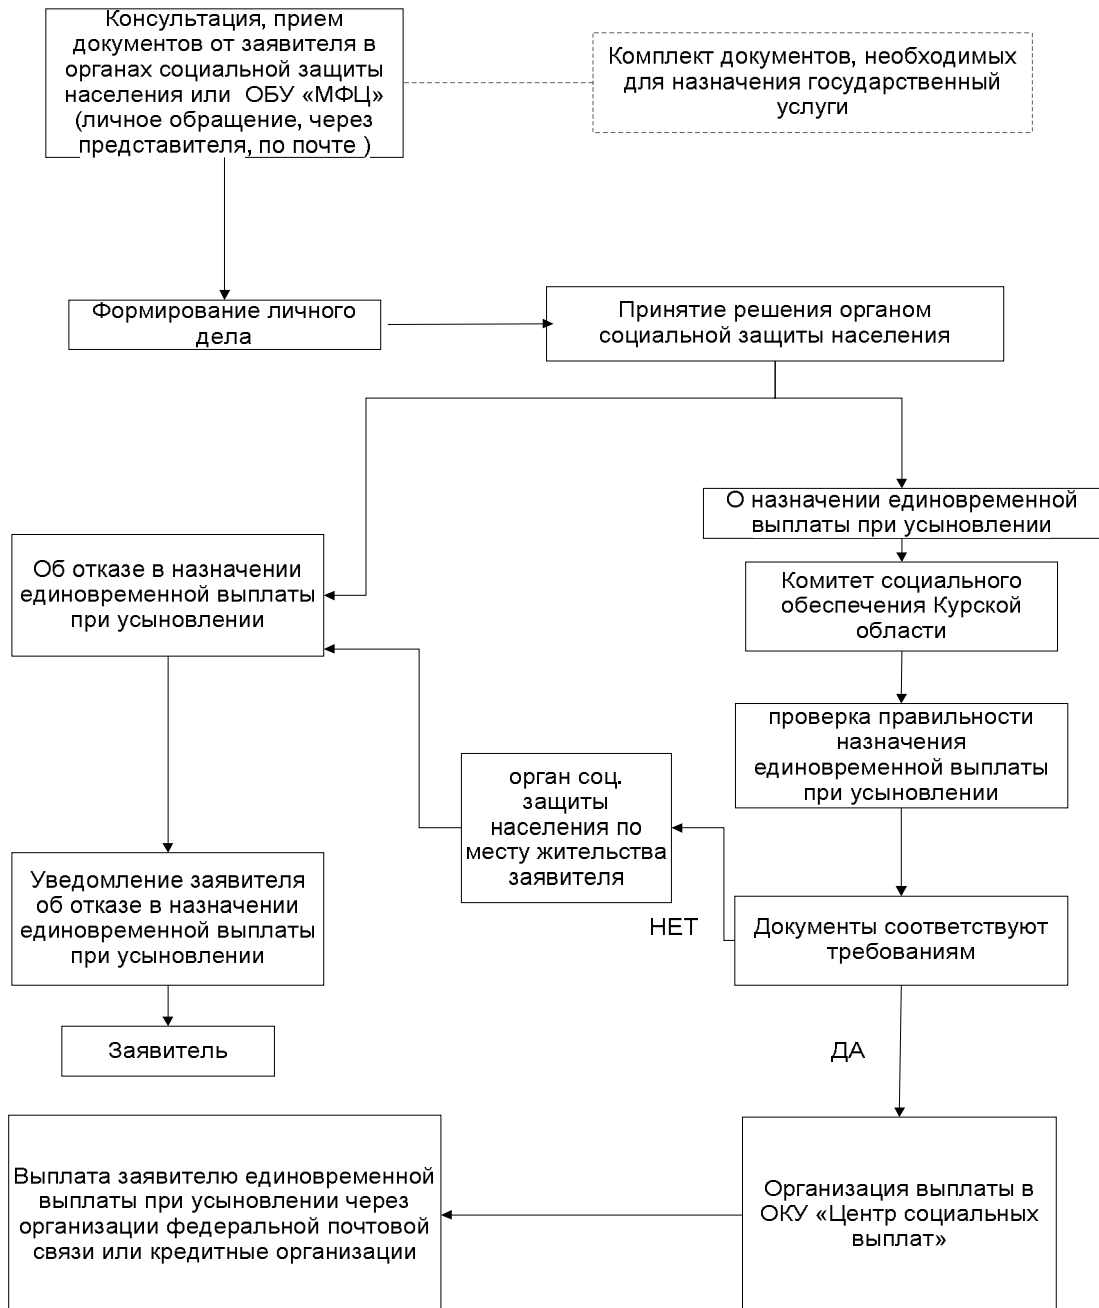 Консультация, прием
документов от заявителя в
органах социальной защиты
населения или ОБУ «МФЦ»
(личное обращение, через
представителя, по почте )
Комплект документов, необходимых
для назначения государственный
услуги
Формирование личного
дела
Принятие решения органом
социальной защиты населения
О назначении единовременной
выплаты при усыновлении
Об отказе в назначении
единовременной выплаты
при усыновлении
Комитет социального
обеспечения Курской
области
проверка правильности
назначения
единовременной выплаты
при усыновлении
орган соц.
защиты
населения по
месту жительства
заявителя
Уведомление заявителя
об отказе в назначении
единовременной выплаты
при усыновлении
НЕТ
Документы соответствуют
требованиям
Заявитель
ДА
Выплата заявителю единовременной
выплаты при усыновлении через
организации федеральной почтовой
связи или кредитные организации
Организация выплаты в
ОКУ «Центр социальных
выплат»